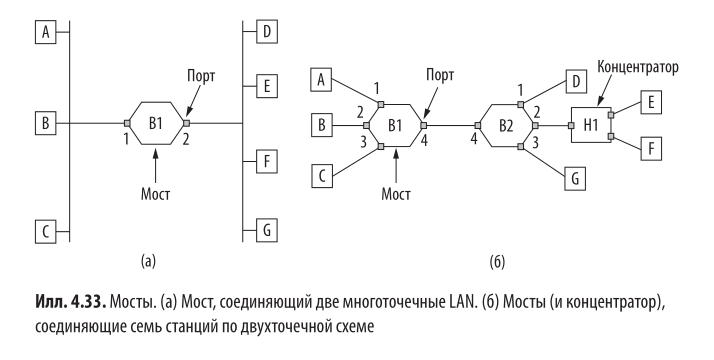 A
B
C
1
B1
2
Порт
Мост
D
E
F
G
(а)
A
B
C
1
2
3
B1
4
Порт
Мост
4
B2
1
2
3
D
G
Концентратор
H1
E
F
(б)
Илл. 4.33. Мосты. (а) Мост, соединяющий две многоточечные LAN. (б) Мосты (и концентратор),
соединяющие семь станций по двухточечной схеме